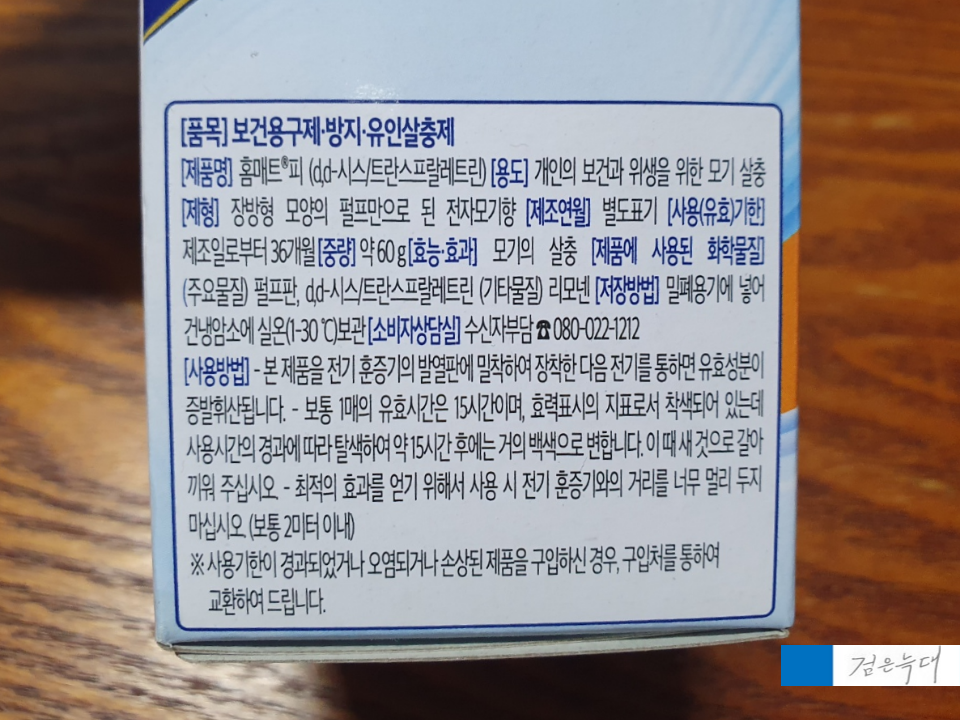 [품목] 보건용구제·방지·유인살충제
[제품명] 홈매트®피 (d,d-시스/트란스프랄레트린) [용도] 개인의 보건과 위생을 위한 모기 살충
[제형] 장방형 모양의 펄프만으로 된 전자모기향 [제조연월] 별도표기 [사용(유효)기한]
제조일로부터 36개월 [중량] 약 60g [효능·효과] 모기의 살충 [제품에 사용된 화학물질]
(주요물질) 펄프판, d,d-시스/트란스프랄레트린 (기타물질) 리모넨 [저장방법] 밀폐용기에 넣어
건냉암소에 실온(1-30℃)보관 [소비자상담실] 수신자부담 ☎ 080-022-1212
[사용방법] - 본 제품을 전기 훈증기의 발열판에 밀착하여 장착한 다음 전기를 통하면 유효성분이
증발휘산됩니다. - 보통 1매의 유효시간은 15시간이며, 효력표시의 지표로서 착색되어 있는데
사용시간의 경과에 따라 탈색하여 약 15시간 후에는 거의 백색으로 변합니다. 이 때 새 것으로 갈아
끼워 주십시오. - 최적의 효과를 얻기 위해서 사용 시 전기 훈증기와의 거리를 너무 멀리 두지
마십시오. (보통 2미터 이내)
※ 사용기한이 경과되었거나 오염되거나 손상된 제품을 구입하신 경우, 구입처를 통하여
교환하여 드립니다.
검은늑대